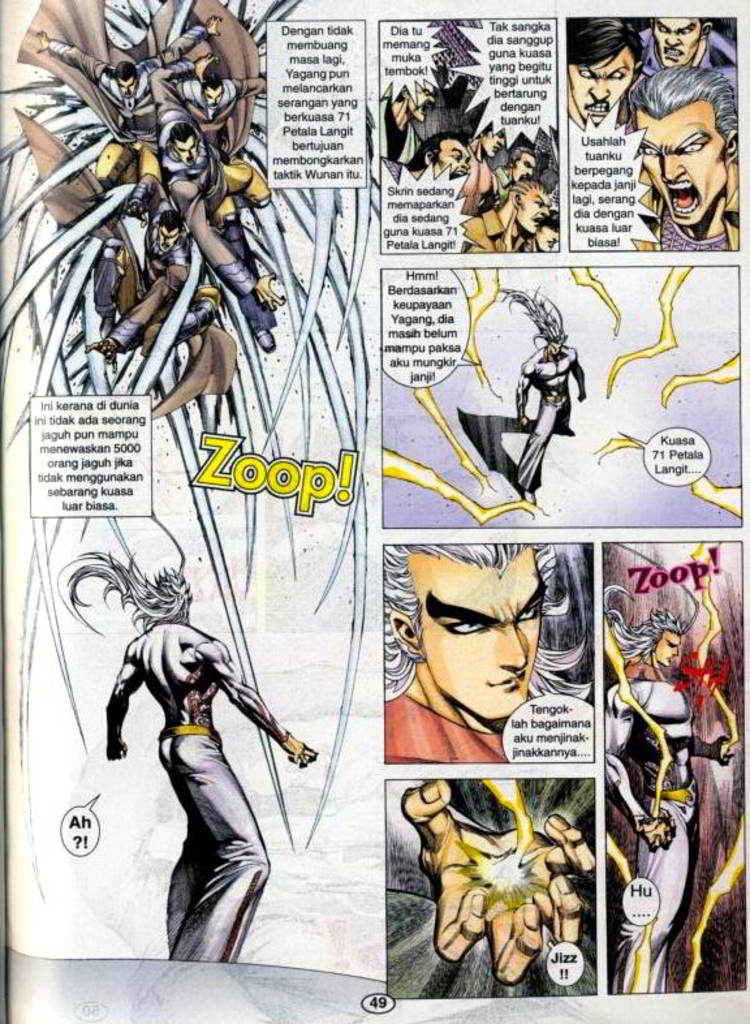 Dengan tidak
membuang
masa lagi,
Yagang pun
melancarkan
serangan yang
berkuasa 71
Petala Langit
bertujuan
membongkarkan
taktik Wunan itu.
Ini kerana di dunia
ini tidak ada seorang
jaguh pun mampu
menewaskan 5000
orang jaguh jika
tidak menggunakan
sebarang kuasa
luar biasa.
Zoop!
Ah
?!
Dia tu
memang
muka
tembok!
Tak sangka
dia sanggup
guna kuasa
yang begitu
tinggi untuk
bertarung
dengan
tuanku!
Skrin sedang
memaparkan
dia sedang
guna kuasa 71
Petala Langit!
Usahlah
tuanku
berpegang
kepada janji
lagi, serang
dia dengan
kuasa luar
biasa!
Hmm!
Berdasarkan
keupayaan
Yagang, dia
masih belum
mampu paksa
aku mungkir
janji!
Kuasa
71 Petala
Langit....
Tengok-
lah bagaimana
aku menjinak-
jinakkannya....
Zoop!
Hu
....
Jizz
!!
49
50